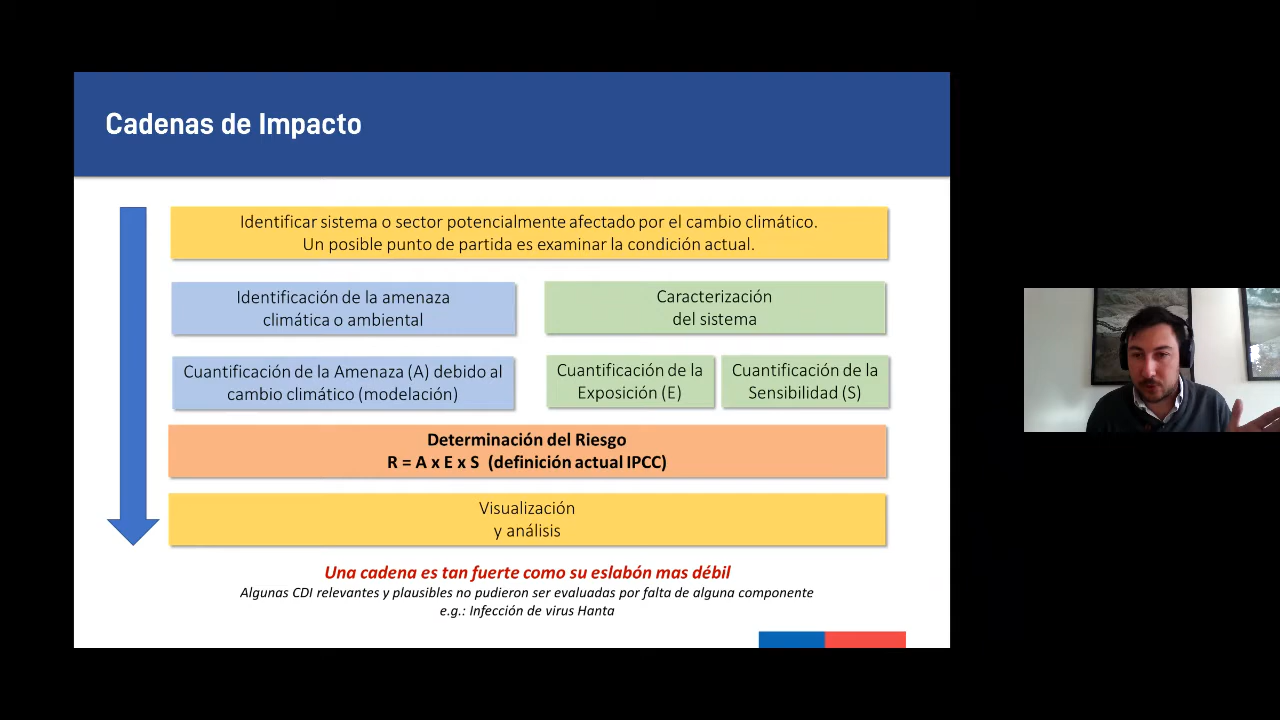 Cadenas de Impacto
Identificar sistema o sector potencialmente afectado por el cambio climático.
Un posible punto de partida es examinar la condición actual.
Identificación de la amenaza
climática o ambiental
Caracterización
del sistema
Cuantificación de la Amenaza (A) debido al
cambio climático (modelación)
Cuantificación de la
Exposición (E)
Cuantificación de la
Sensibilidad (S)
Determinación del Riesgo
R = A x E x S (definición actual IPCC)
Visualización
y análisis
Una cadena es tan fuerte como su eslabón mas débil
Algunas CDI relevantes y plausibles no pudieron ser evaluadas por falta de alguna componente
e.g.: Infección de virus Hanta